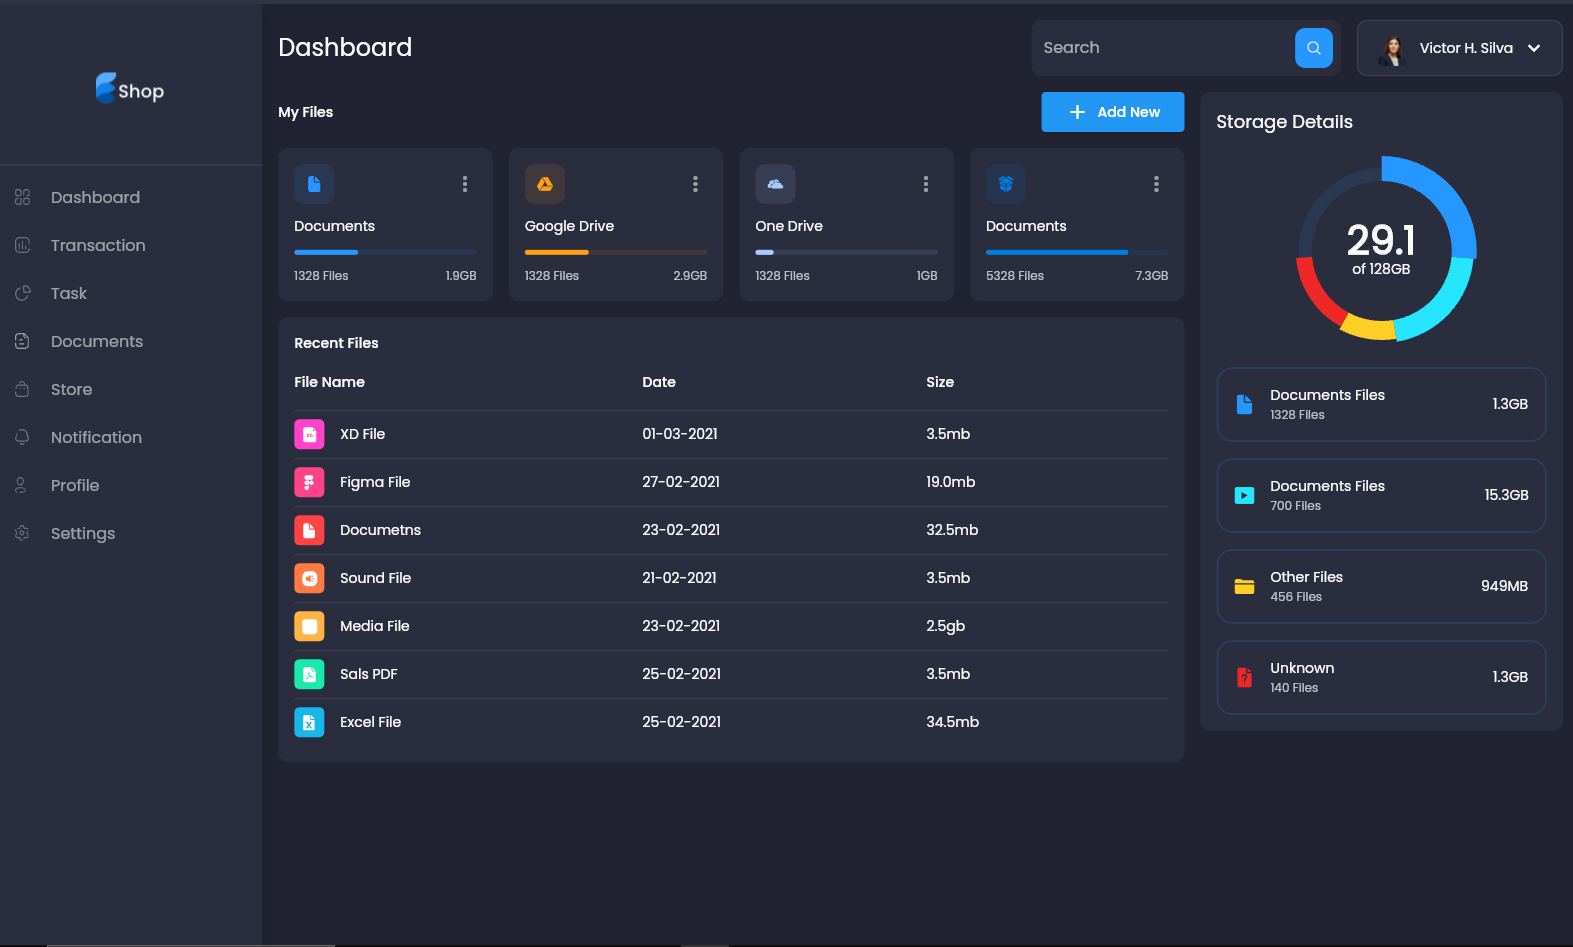 Shop
Dashboard
Transaction
Task
Documents
Store
Notification
Profile
Settings
Dashboard
Search
Victor H. Silva
My Files
Add New
Documents
1328 Files 1.9GB
Google Drive
1328 Files 2.9GB
One Drive
1328 Files 1GB
Documents
5328 Files 7.3GB
Recent Files
File Name Date Size
XD File 01-03-2021 3.5mb
Figma File 27-02-2021 19.0mb
Documetns 23-02-2021 32.5mb
Sound File 21-02-2021 3.5mb
Media File 23-02-2021 2.5gb
Sals PDF 25-02-2021 3.5mb
Excel File 25-02-2021 34.5mb
Storage Details
29.1
of 128GB
Documents Files
1328 Files
1.3GB
Documents Files
700 Files
15.3GB
Other Files
456 Files
949MB
Unknown
140 Files
1.3GB